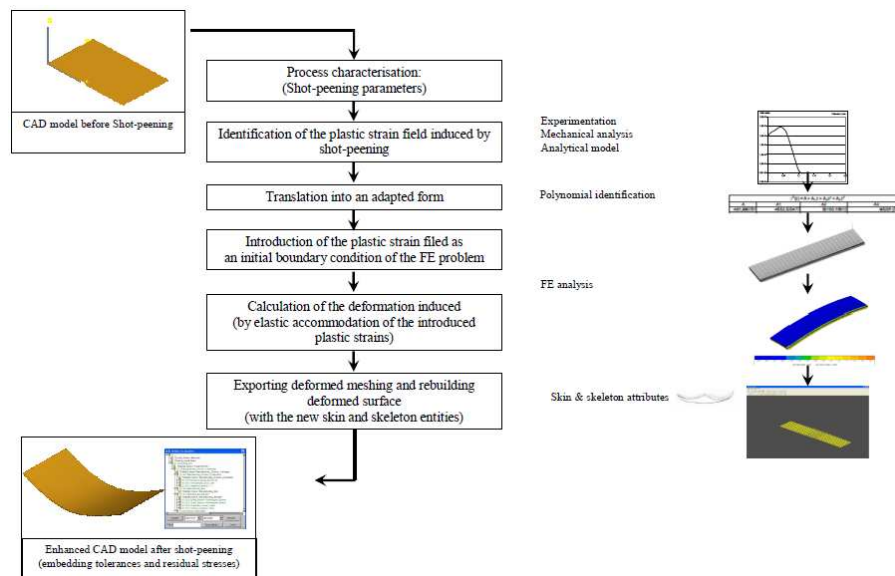 CAD model before Shot-peening
Process characterisation:
(Shot-peening parameters)
Identification of the plastic strain field induced by
shot-peening
Translation into an adapted form
Introduction of the plastic strain filed as
an initial boundary condition of the FE problem
Calculation of the deformation induced
(by elastic accommodation of the introduced
plastic strains)
Exporting deformed meshing and rebuilding
deformed surface
(with the new skin and skeleton entities)
Enhanced CAD model after shot-peening
(embedding tolerances and residual stresses)
Experimentation
Mechanical analysis
Analytical model
Polynomial identification
FE analysis
Skin & skeleton attributes